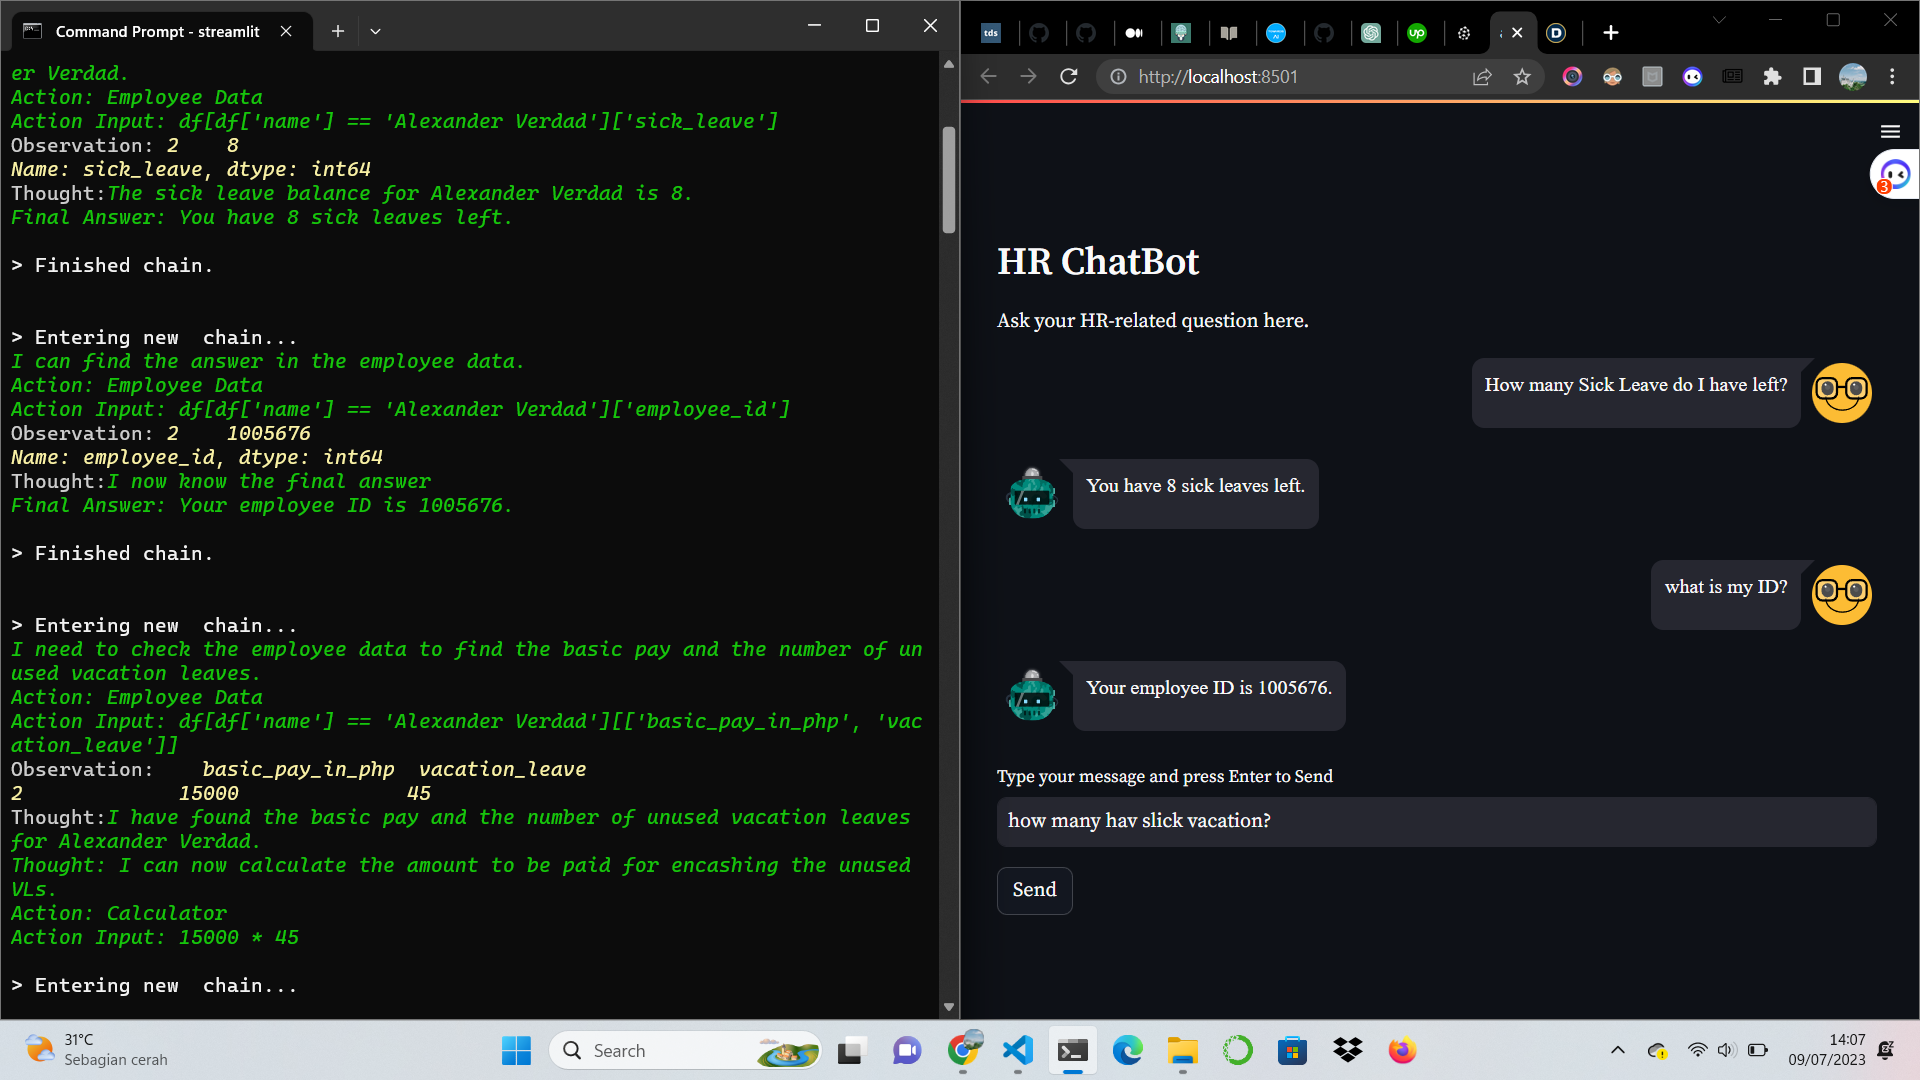 Command Prompt - streamlit
er Verdad.
Action: Employee Data
Action Input: df[df['name'] == 'Alexander Verdad']['sick_leave']
Observation: 2    8
Name: sick_leave, dtype: int64
Thought:The sick leave balance for Alexander Verdad is 8.
Final Answer: You have 8 sick leaves left.
> Finished chain.
> Entering new  chain...
I can find the answer in the employee data.
Action: Employee Data
Action Input: df[df['name'] == 'Alexander Verdad']['employee_id']
Observation: 2    1005676
Name: employee_id, dtype: int64
Thought:I now know the final answer
Final Answer: Your employee ID is 1005676.
> Finished chain.
> Entering new  chain...
I need to check the employee data to find the basic pay and the number of un
used vacation leaves.
Action: Employee Data
Action Input: df[df['name'] == 'Alexander Verdad'][['basic_pay_in_php', 'vac
ation_leave']]
Observation:    basic_pay_in_php  vacation_leave
2             15000              45
Thought:I have found the basic pay and the number of unused vacation leaves
for Alexander Verdad.
Thought: I can now calculate the amount to be paid for encashing the unused
VLs.
Action: Calculator
Action Input: 15000 * 45
> Entering new  chain...
tds
up
D
http://localhost:8501
3
HR ChatBot
Ask your HR-related question here.
How many Sick Leave do I have left?
You have 8 sick leaves left.
what is my ID?
Your employee ID is 1005676.
Type your message and press Enter to Send
how many hav slick vacation?
Send
31°C
Sebagian cerah
Search
14:07
09/07/2023